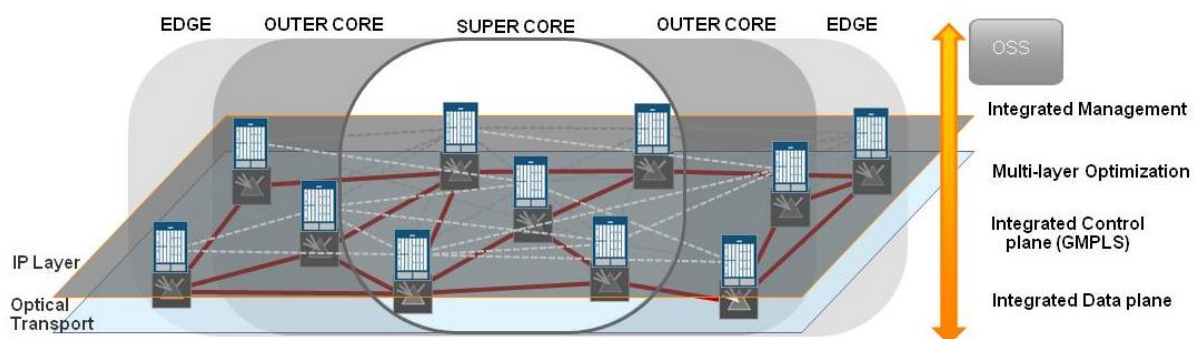 EDGE OUTER CORE SUPER CORE OUTER CORE EDGE
OSS
Integrated Management
Multi-layer Optimization
Integrated Control
plane (GMPLS)
Integrated Data plane
IP Layer
Optical
Transport